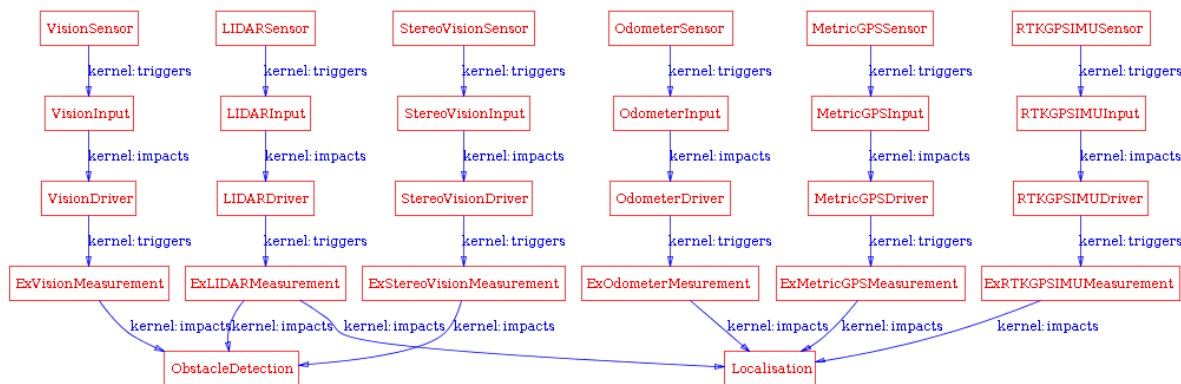 VisionSensor LIDARSensor StereoVisionSensor OdometerSensor MetricGPSSensor RTKGPSIMUSensor
kernel:triggers kernel:triggers kernel:triggers kernel:triggers kernel:triggers kernel:triggers
VisionInput LIDARInput StereoVisionInput OdometerInput MetricGPSInput RTKGPSIMUInput
kernel:impacts kernel:impacts kernel:impacts kernel:impacts kernel:impacts kernel:impacts
VisionDriver LIDARDriver StereoVisionDriver OdometerDriver MetricGPSDriver RTKGPSIMUDriver
kernel:triggers kernel:triggers kernel:triggers kernel:triggers kernel:triggers kernel:triggers
ExVisionMeasurement ExLIDARMeasurement ExStereoVisionMeasurement ExOdometerMesurement ExMetricGPSMeasurement ExRTKGPSIMUMeasurement
kernel:impacts kernel:impacts kernel:impacts kernel:impacts kernel:impacts kernel:impacts kernel:impacts
ObstacleDetection Localisation